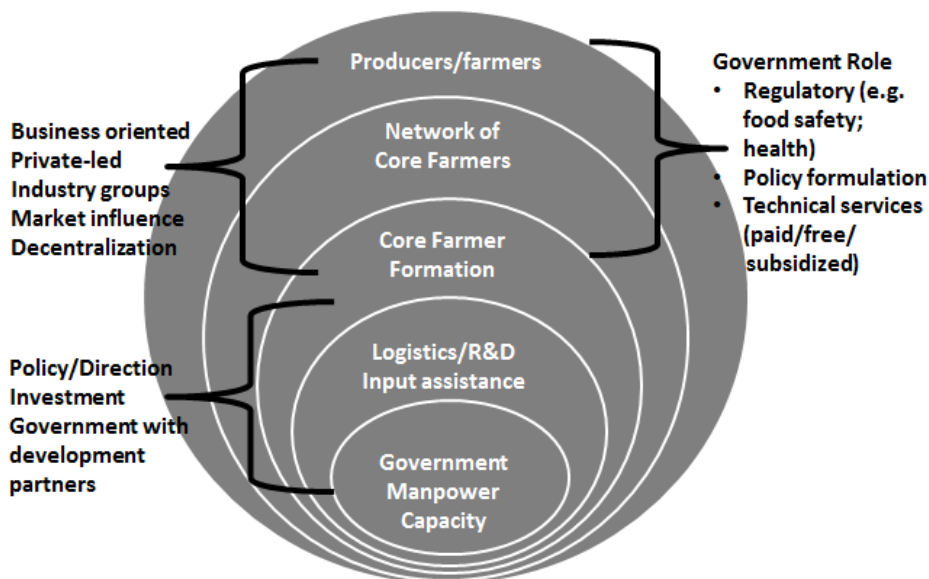 Producers/farmers
Network of
Core Farmers
Core Farmer
Formation
Logistics/R&D
Input assistance
Government
Manpower
Capacity
Business oriented
Private-led
Industry groups
Market influence
Decentralization
Policy/Direction
Investment
Government with
development
partners
Government Role
• Regulatory (e.g.
food safety;
health)
• Policy formulation
• Technical services
(paid/free/
subsidized)